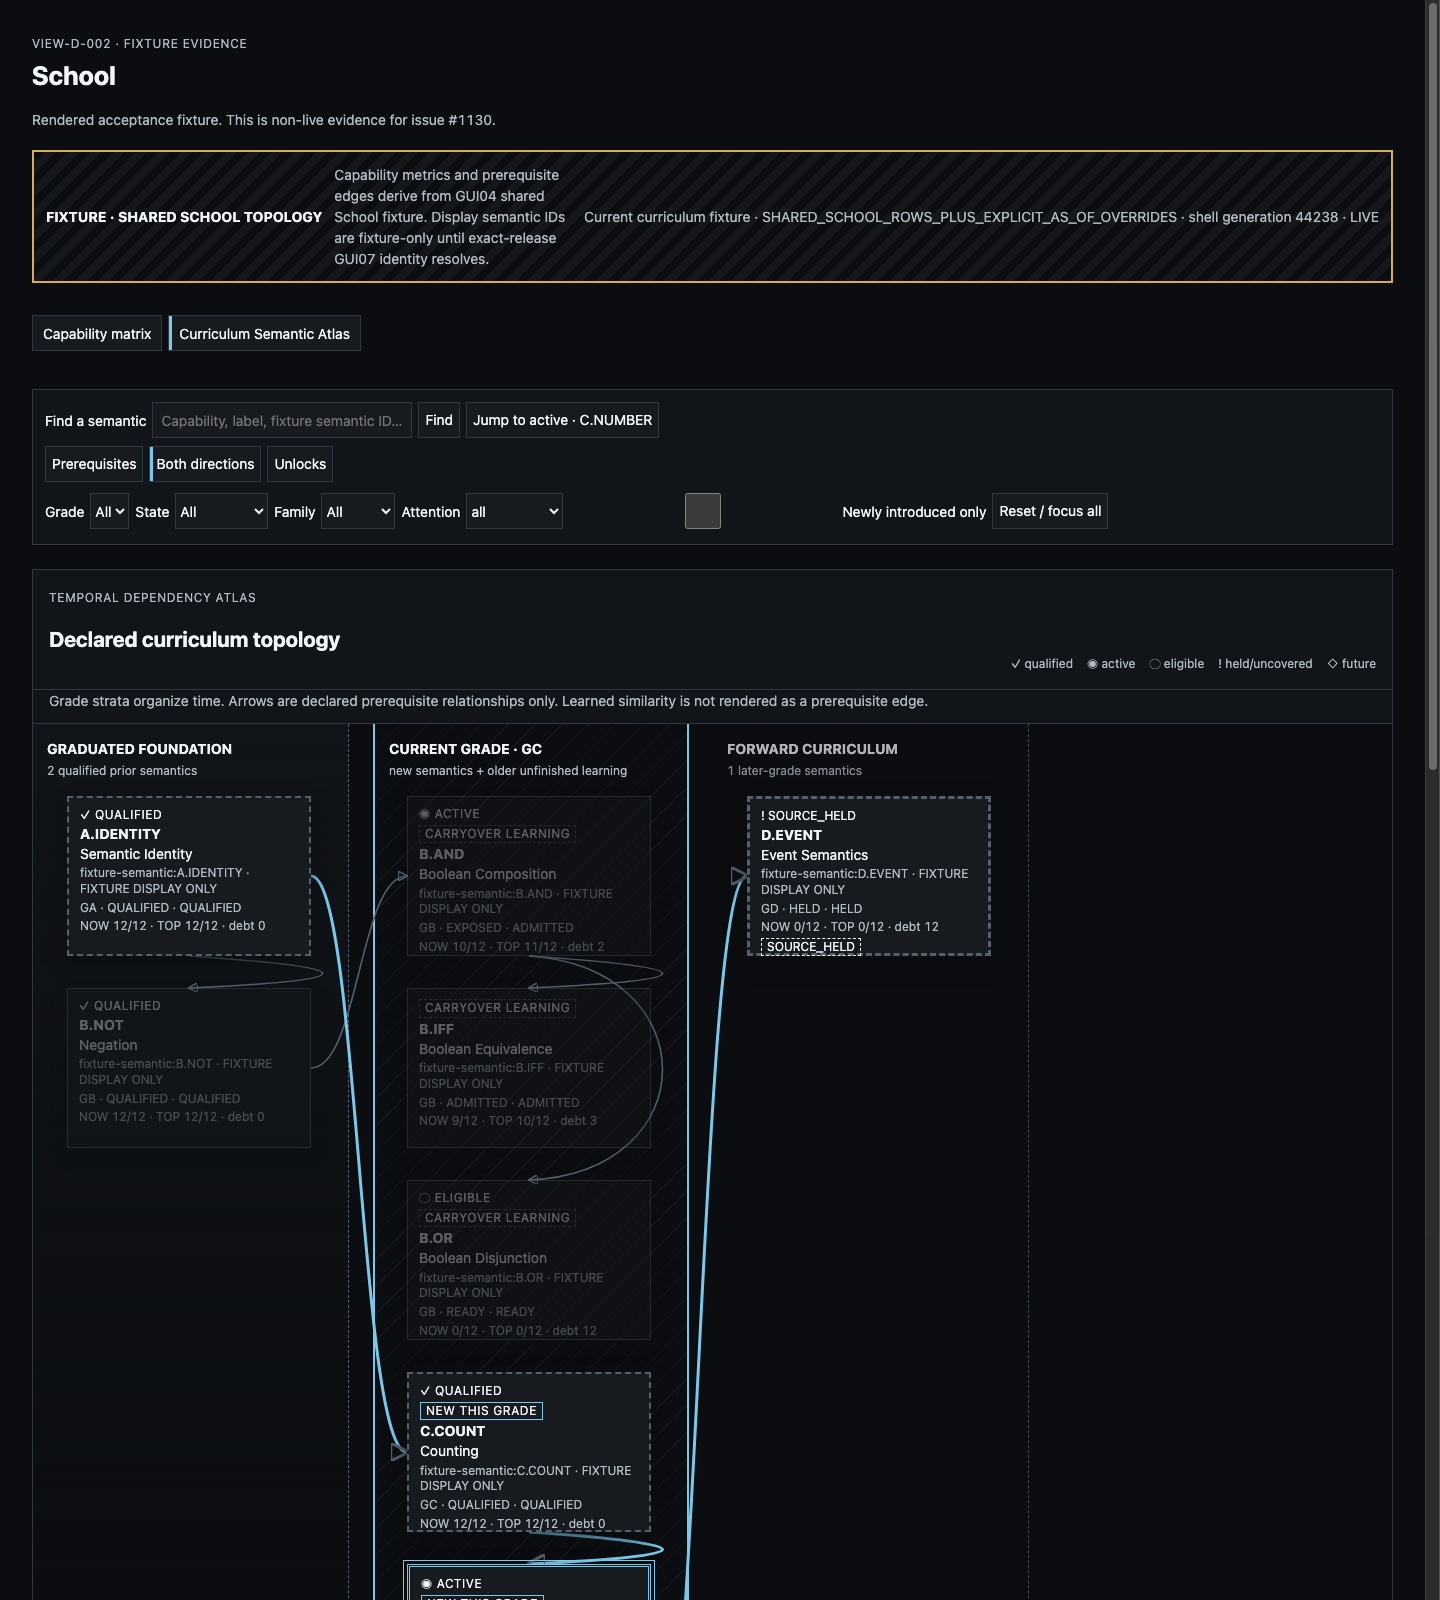 VIEW-D-002 · FIXTURE EVIDENCE
School
Rendered acceptance fixture. This is non-live evidence for issue #1130.
FIXTURE · SHARED SCHOOL TOPOLOGY
Capability metrics and prerequisite
edges derive from GUI04 shared
School fixture. Display semantic IDs
are fixture-only until exact-release
GUI07 identity resolves.
Current curriculum fixture · SHARED_SCHOOL_ROWS_PLUS_EXPLICIT_AS_OF_OVERRIDES · shell generation 44238 · LIVE
Capability matrix
Curriculum Semantic Atlas
Find a semantic
Capability, label, fixture semantic ID...
Find
Jump to active · C.NUMBER
Prerequisites
Both directions
Unlocks
Grade
All
State
All
Family
All
Attention
all
Newly introduced only
Reset / focus all
TEMPORAL DEPENDENCY ATLAS
Declared curriculum topology
✓ qualified
◉ active
◌ eligible
! held/uncovered
◇ future
Grade strata organize time. Arrows are declared prerequisite relationships only. Learned similarity is not rendered as a prerequisite edge.
GRADUATED FOUNDATION
2 qualified prior semantics
✓ QUALIFIED
A.IDENTITY
Semantic Identity
fixture-semantic:A.IDENTITY ·
FIXTURE DISPLAY ONLY
GA · QUALIFIED · QUALIFIED
NOW 12/12 · TOP 12/12 · debt 0
✓ QUALIFIED
B.NOT
Negation
fixture-semantic:B.NOT · FIXTURE
DISPLAY ONLY
GB · QUALIFIED · QUALIFIED
NOW 12/12 · TOP 12/12 · debt 0
CURRENT GRADE · GC
new semantics + older unfinished learning
◉ ACTIVE
CARRYOVER LEARNING
B.AND
Boolean Composition
fixture-semantic:B.AND · FIXTURE
DISPLAY ONLY
GB · EXPOSED · ADMITTED
NOW 10/12 · TOP 11/12 · debt 2
CARRYOVER LEARNING
B.IFF
Boolean Equivalence
fixture-semantic:B.IFF · FIXTURE
DISPLAY ONLY
GB · ADMITTED · ADMITTED
NOW 9/12 · TOP 10/12 · debt 3
◌ ELIGIBLE
CARRYOVER LEARNING
B.OR
Boolean Disjunction
fixture-semantic:B.OR · FIXTURE
DISPLAY ONLY
GB · READY · READY
NOW 0/12 · TOP 0/12 · debt 12
✓ QUALIFIED
NEW THIS GRADE
C.COUNT
Counting
fixture-semantic:C.COUNT · FIXTURE
DISPLAY ONLY
GC · QUALIFIED · QUALIFIED
NOW 12/12 · TOP 12/12 · debt 0
◉ ACTIVE
NEW THIS GRADE
FORWARD CURRICULUM
1 later-grade semantics
! SOURCE_HELD
D.EVENT
Event Semantics
fixture-semantic:D.EVENT · FIXTURE
DISPLAY ONLY
GD · HELD · HELD
NOW 0/12 · TOP 0/12 · debt 12
SOURCE_HELD